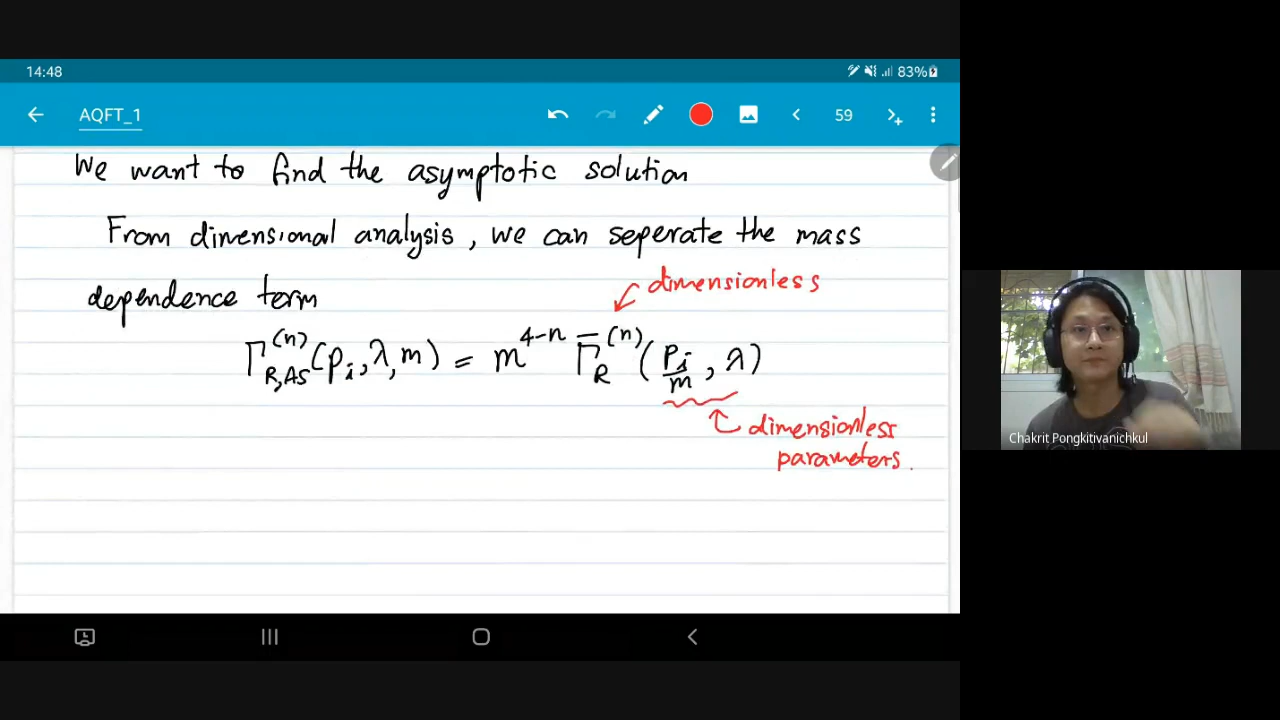 14:48
83%
AQFT_1
59
We want to find the asymptotic solution
From dimensional analysis, we can seperate the mass
dependence term
dimensionless
Γ_{R,AS}^{(n)}(p_i, λ, m) = m^{4-n} Γ̄_R^{(n)}(p_i/m, λ)
dimensionless
parameters.
Chakrit Pongkitivanichkul